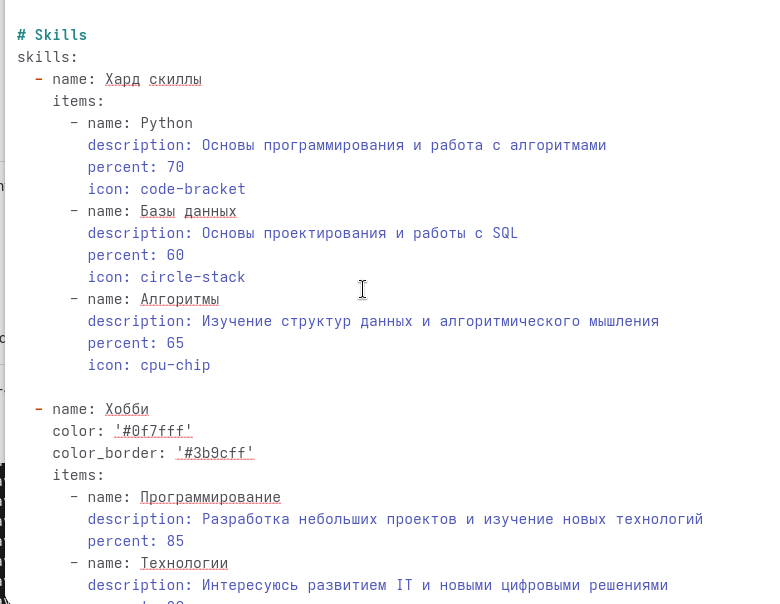 # Skills
skills:
  - name: Хард скиллы
    items:
      - name: Python
        description: Основы программирования и работа с алгоритмами
        percent: 70
        icon: code-bracket
      - name: Базы данных
        description: Основы проектирования и работы с SQL
        percent: 60
        icon: circle-stack
      - name: Алгоритмы
        description: Изучение структур данных и алгоритмического мышления
        percent: 65
        icon: cpu-chip
  - name: Хобби
    color: '#0f7fff'
    color_border: '#3b9cff'
    items:
      - name: Программирование
        description: Разработка небольших проектов и изучение новых технологий
        percent: 85
      - name: Технологии
        description: Интересуюсь развитием IT и новыми цифровыми решениями